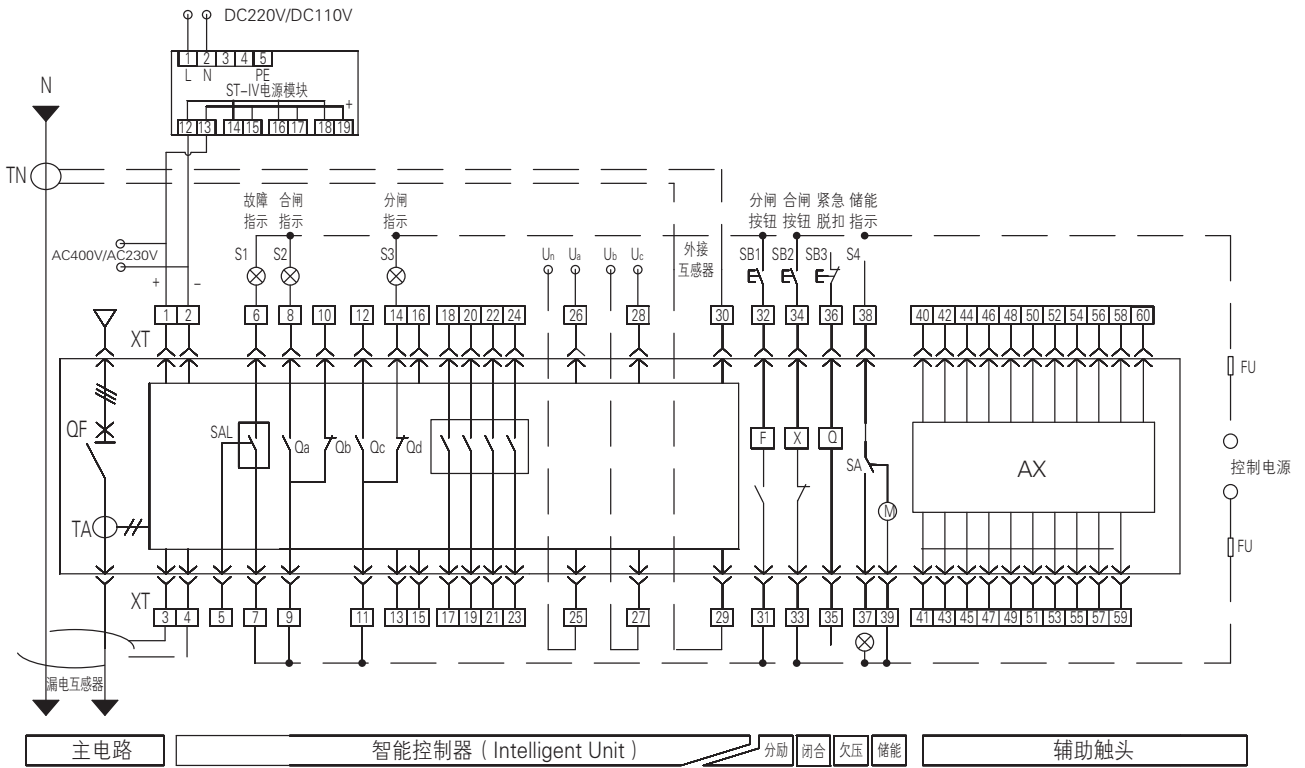 DC220V/DC110V
1 2 3 4 5
L N PE
ST-IV电源模块
+
12 13 14 15 16 17 18 19
N
TN
故障 合闸 分闸 分闸 合闸 紧急 储能
指示 指示 指示 按钮 按钮 脱扣 指示
AC400V/AC230V
S1 S2 S3
Un Ua Ub Uc
外接
互感器
SB1 SB2 SB3 S4
+ −
1 2 6 8 10 12 14 16 18 20 22 24 26 28 30 32 34 36 38 40 42 44 46 48 50 52 54 56 58 60
XT
FU
QF
SAL Qa Qb Qc Qd
F X Q
SA
M
AX
控制电源
TA
FU
XT
3 4 5 7 9 11 13 15 17 19 21 23 25 27 29 31 33 35 37 39 41 43 45 47 49 51 53 55 57 59
漏电互感器
主电路 智能控制器（Intelligent Unit） 分励 闭合 欠压 储能 辅助触头